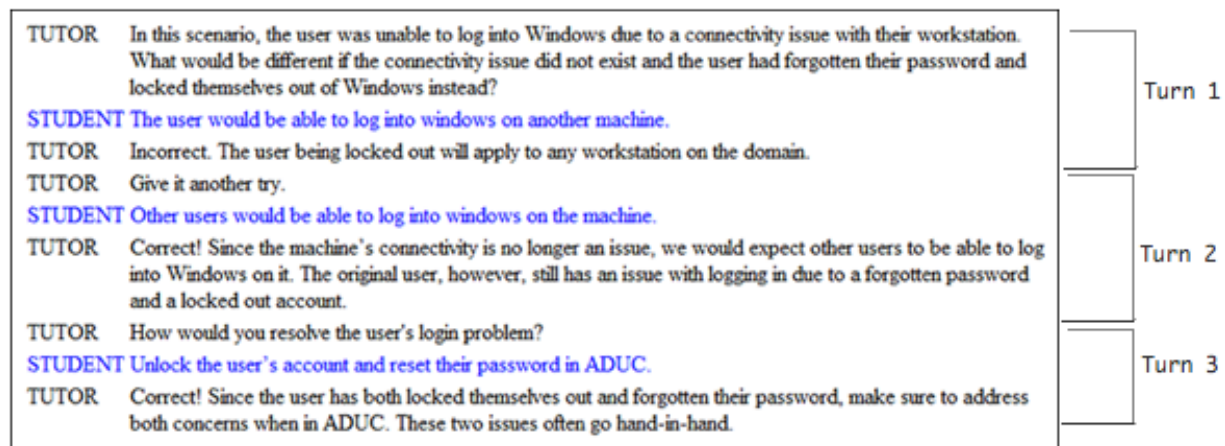 TUTOR In this scenario, the user was unable to log into Windows due to a connectivity issue with their workstation.
What would be different if the connectivity issue did not exist and the user had forgotten their password and
locked themselves out of Windows instead?
Turn 1
STUDENT The user would be able to log into windows on another machine.
TUTOR Incorrect. The user being locked out will apply to any workstation on the domain.
TUTOR Give it another try.
STUDENT Other users would be able to log into windows on the machine.
TUTOR Correct! Since the machine's connectivity is no longer an issue, we would expect other users to be able to log
into Windows on it. The original user, however, still has an issue with logging in due to a forgotten password
and a locked out account.
Turn 2
TUTOR How would you resolve the user's login problem?
STUDENT Unlock the user's account and reset their password in ADUC.
Turn 3
TUTOR Correct! Since the user has both locked themselves out and forgotten their password, make sure to address
both concerns when in ADUC. These two issues often go hand-in-hand.